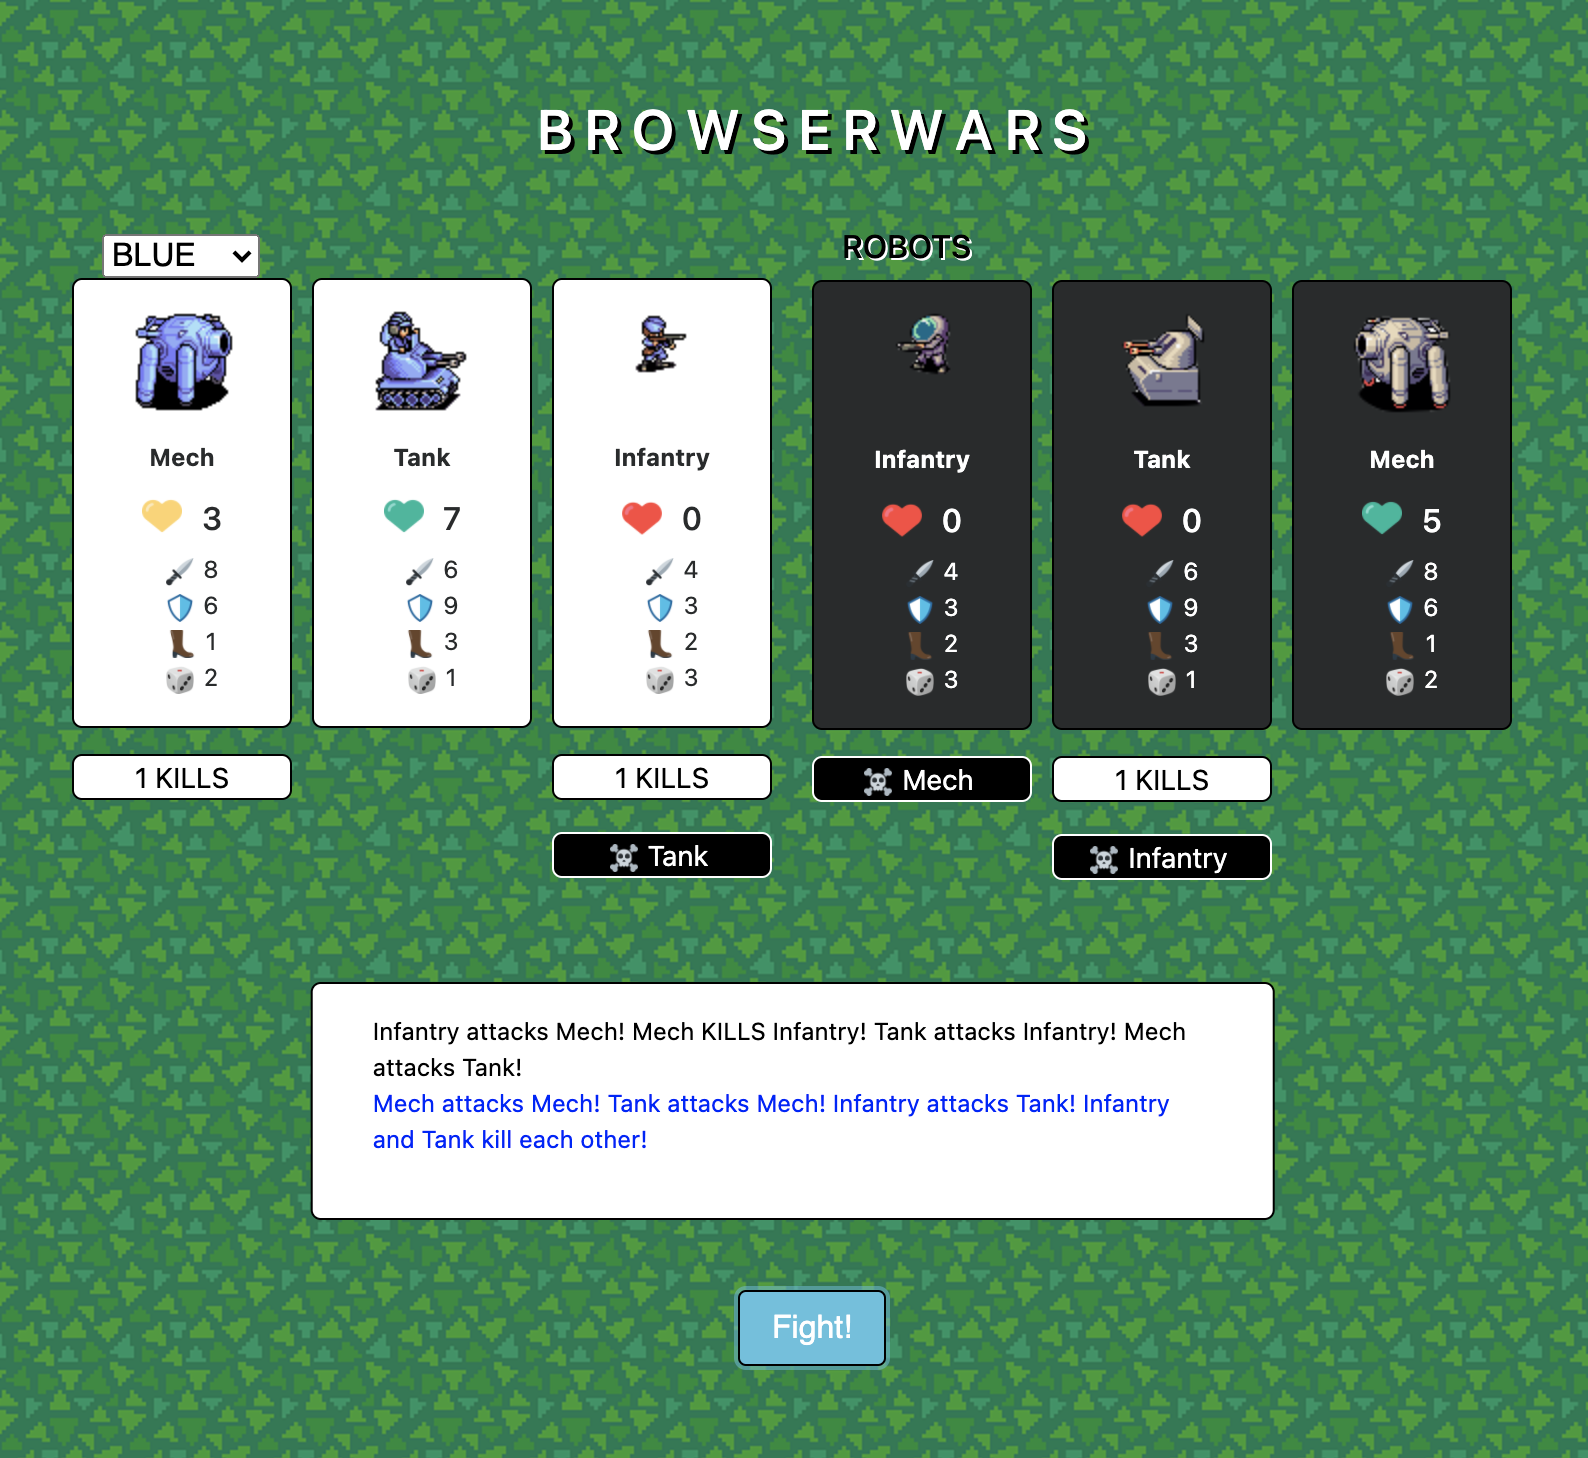 BROWSERWARS
BLUE
ROBOTS
Mech
3
8
6
1
2
1 KILLS
Tank
7
6
9
3
1
Infantry
0
4
3
2
3
1 KILLS
Tank
Infantry
0
4
3
2
3
Mech
Tank
0
6
9
3
1
1 KILLS
Infantry
Mech
5
8
6
1
2
Infantry attacks Mech! Mech KILLS Infantry! Tank attacks Infantry! Mech
attacks Tank!
Mech attacks Mech! Tank attacks Mech! Infantry attacks Tank! Infantry
and Tank kill each other!
Fight!